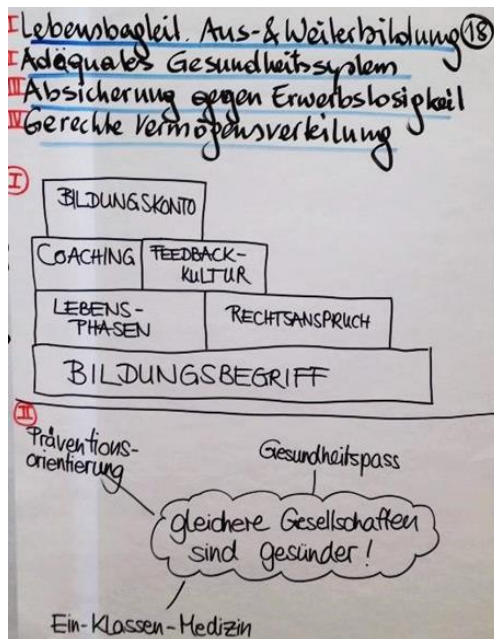 I Lebensbagleit. Aus-& Weiterbildung 18
I Adäquates Gesundheitssystem
III Absicherung gegen Erwerbslosigkeit
IV Gerechte Vermögensverteilung
I
BILDUNGSKONTO
COACHING FEEDBACK-
KULTUR
LEBENS-
PHASEN RECHTSANSPRUCH
BILDUNGSBEGRIFF
II
Präventions-
orientierung
Gesundheitspass
gleichere Gesellschaften
sind gesünder!
Ein-Klassen-Medizin